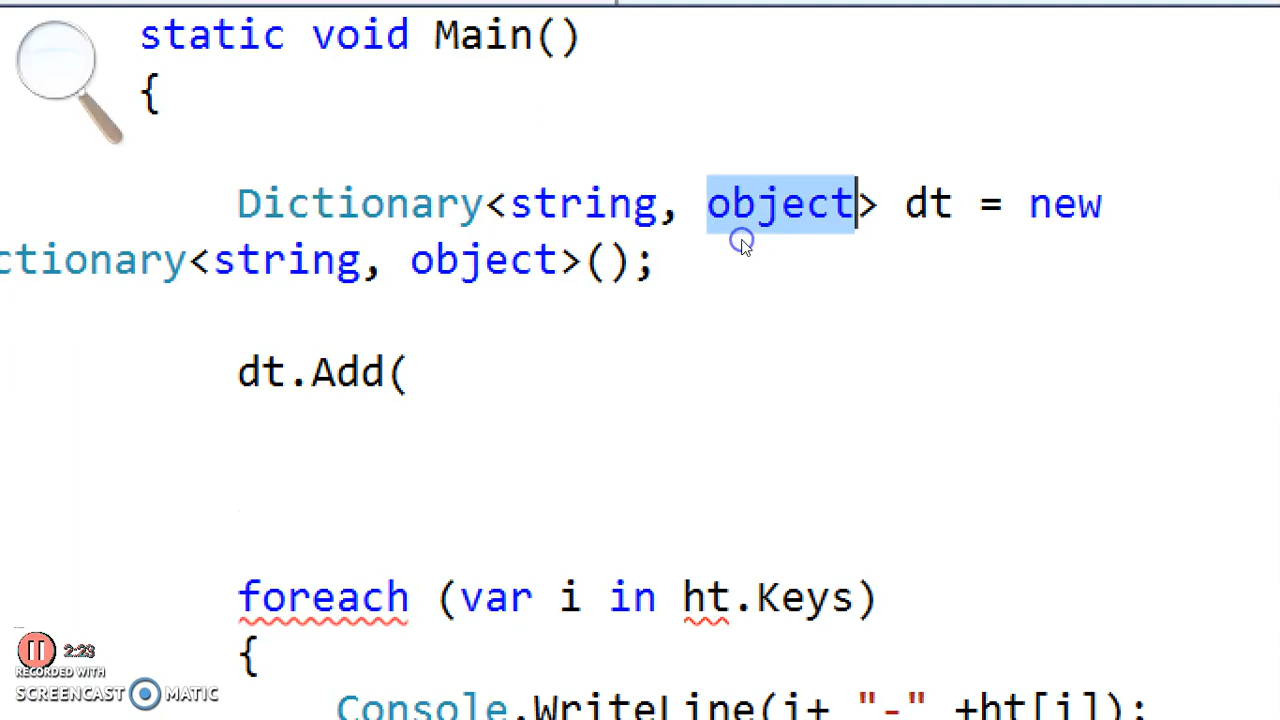 static void Main()
{
Dictionary<string, object> dt = new
ctionary<string, object>();
dt.Add(
foreach (var i in ht.Keys)
{
Console.WriteLine(i+ "-" +ht[i]);
2:23
RECORDED WITH
SCREENCAST MATIC